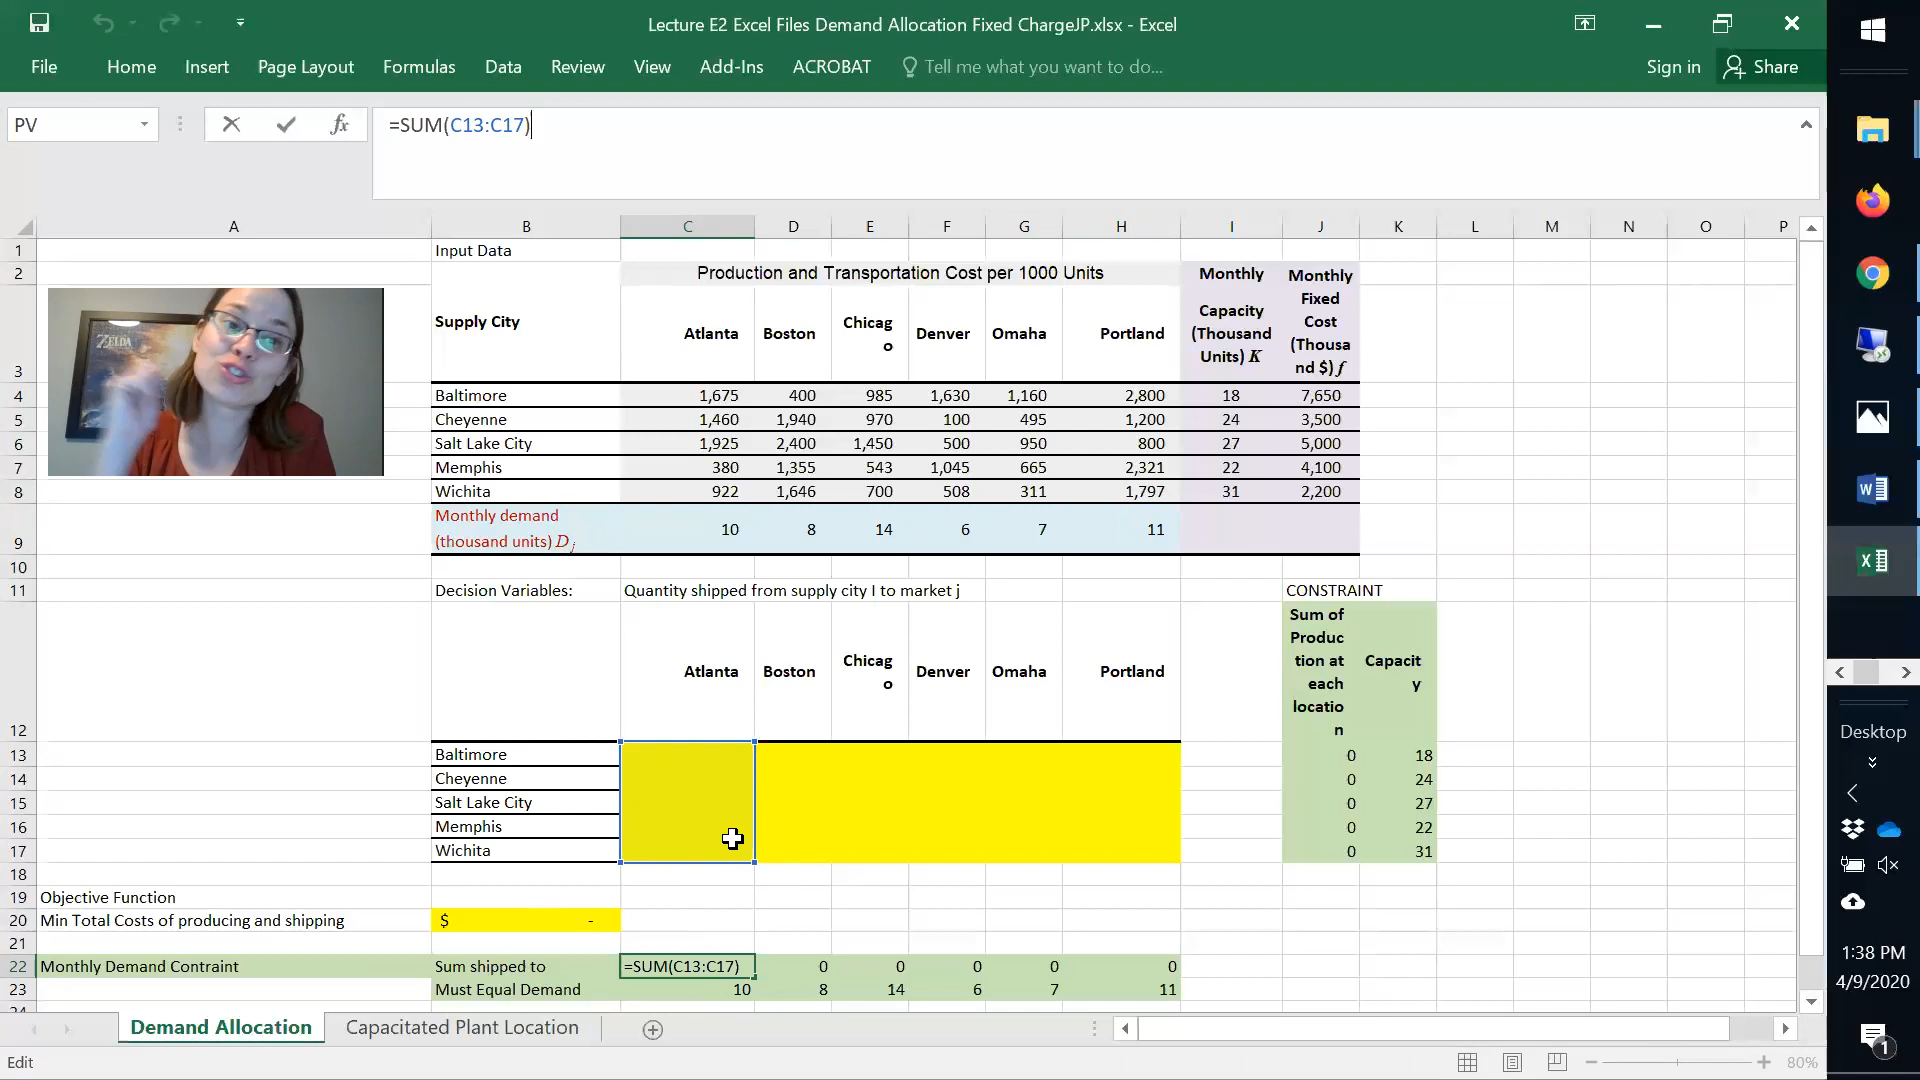 Lecture E2 Excel Files Demand Allocation Fixed ChargeJP.xlsx - Excel
File Home Insert Page Layout Formulas Data Review View Add-Ins ACROBAT Tell me what you want to do... Sign in Share
PV fx =SUM(C13:C17)
A B C D E F G H I J K L M N O P
1 Input Data
2 Production and Transportation Cost per 1000 Units Monthly Monthly
3 Supply City Atlanta Boston Chicag o Denver Omaha Portland Capacity (Thousand Units) K Fixed Cost (Thousa nd $) f
ZELDA
4 Baltimore 1,675 400 985 1,630 1,160 2,800 18 7,650
5 Cheyenne 1,460 1,940 970 100 495 1,200 24 3,500
6 Salt Lake City 1,925 2,400 1,450 500 950 800 27 5,000
7 Memphis 380 1,355 543 1,045 665 2,321 22 4,100
8 Wichita 922 1,646 700 508 311 1,797 31 2,200
Monthly demand
9 (thousand units) D j 10 8 14 6 7 11
10
11 Decision Variables: Quantity shipped from supply city I to market j CONSTRAINT
12 Atlanta Boston Chicag o Denver Omaha Portland Sum of Produc tion at each locatio n Capacit y
13 Baltimore 0 18
14 Cheyenne 0 24
15 Salt Lake City 0 27
16 Memphis 0 22
17 Wichita 0 31
18
19 Objective Function
20 Min Total Costs of producing and shipping $ -
21
22 Monthly Demand Contraint Sum shipped to =SUM(C13:C17) 0 0 0 0 0
23 Must Equal Demand 10 8 14 6 7 11
24
Demand Allocation Capacitated Plant Location
Edit 80%
Desktop
1:38 PM
4/9/2020
1